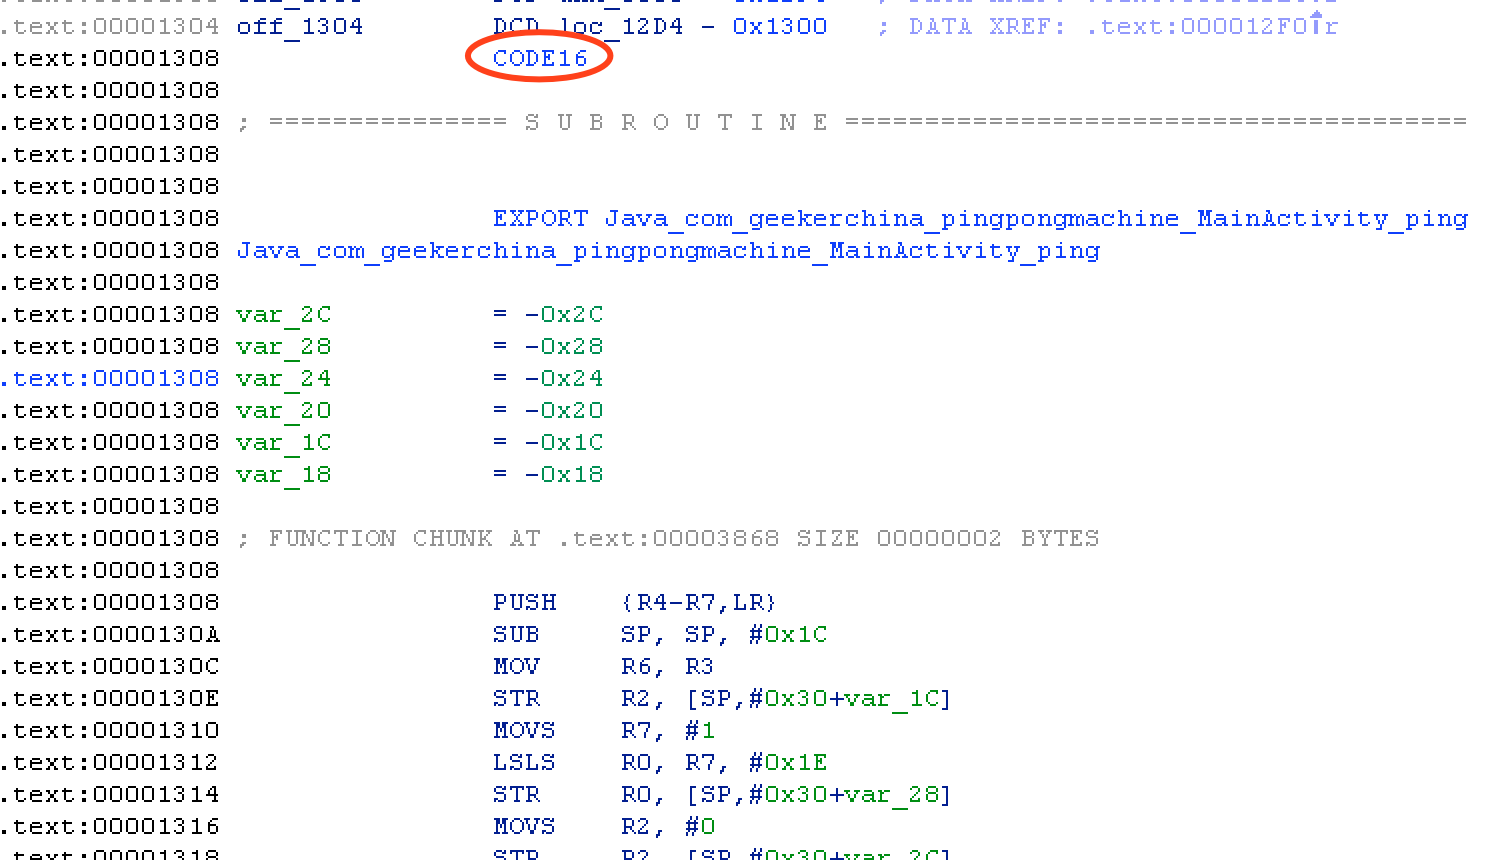 .text:00001304 off_1304 DCD loc_12D4 - 0x1300 ; DATA XREF: .text:000012F0↑r
.text:00001308 CODE16
.text:00001308
.text:00001308 ; =============== S U B R O U T I N E =======================================
.text:00001308
.text:00001308
.text:00001308 EXPORT Java_com_geekerchina_pingpongmachine_MainActivity_ping
.text:00001308 Java_com_geekerchina_pingpongmachine_MainActivity_ping
.text:00001308
.text:00001308 var_2C = -0x2C
.text:00001308 var_28 = -0x28
.text:00001308 var_24 = -0x24
.text:00001308 var_20 = -0x20
.text:00001308 var_1C = -0x1C
.text:00001308 var_18 = -0x18
.text:00001308
.text:00001308 ; FUNCTION CHUNK AT .text:00003868 SIZE 00000002 BYTES
.text:00001308
.text:00001308 PUSH {R4-R7,LR}
.text:0000130A SUB SP, SP, #0x1C
.text:0000130C MOV R6, R3
.text:0000130E STR R2, [SP,#0x30+var_1C]
.text:00001310 MOVS R7, #1
.text:00001312 LSLS R0, R7, #0x1E
.text:00001314 STR R0, [SP,#0x30+var_28]
.text:00001316 MOVS R2, #0
.text:00001318 STR R2, [SP,#0x30+var_2C]